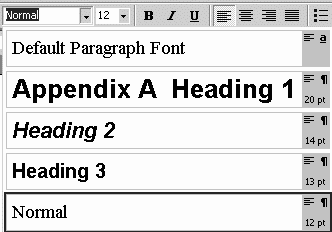 Normal 12 B I U
Default Paragraph Font a
Appendix A Heading 1 ¶
20 pt
Heading 2 ¶
14 pt
Heading 3 ¶
13 pt
Normal ¶
12 pt